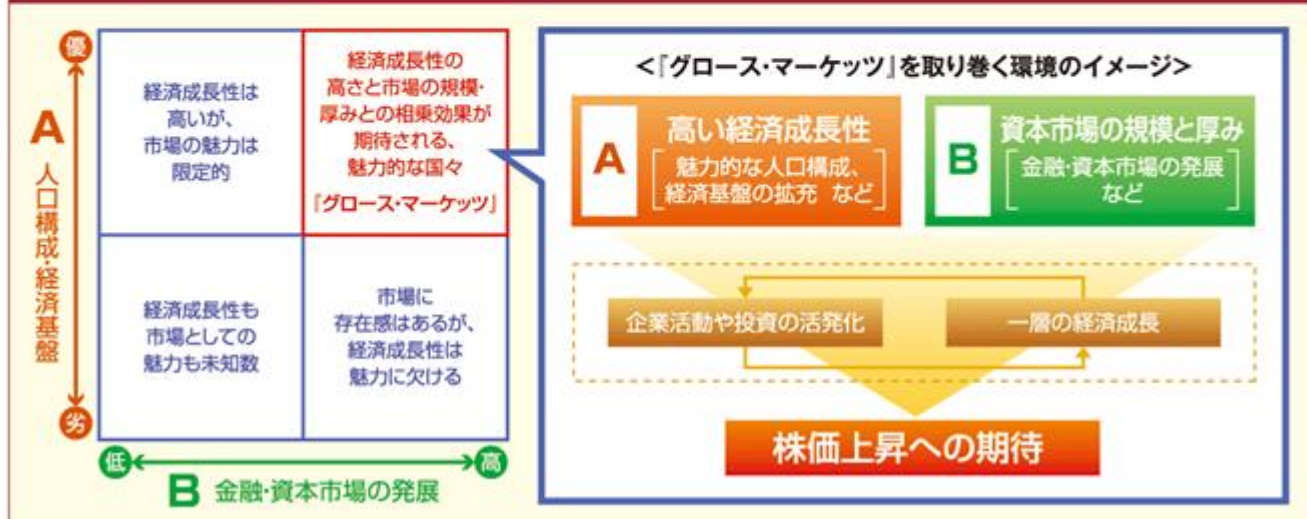 優
A
人口構成・経済基盤
劣
経済成長性は
高いが、
市場の魅力は
限定的
経済成長性の
高さと市場の規模・
厚みとの相乗効果が
期待される、
魅力的な国々
『グロース・マーケッツ』
経済成長性も
市場としての
魅力も未知数
市場に
存在感はあるが、
経済成長性は
魅力に欠ける
低
高
B 金融・資本市場の発展
<『グロース・マーケッツ』を取り巻く環境のイメージ>
A
高い経済成長性
魅力的な人口構成、
経済基盤の拡充 など
B
資本市場の規模と厚み
金融・資本市場の発展
など
企業活動や投資の活発化
一層の経済成長
株価上昇への期待